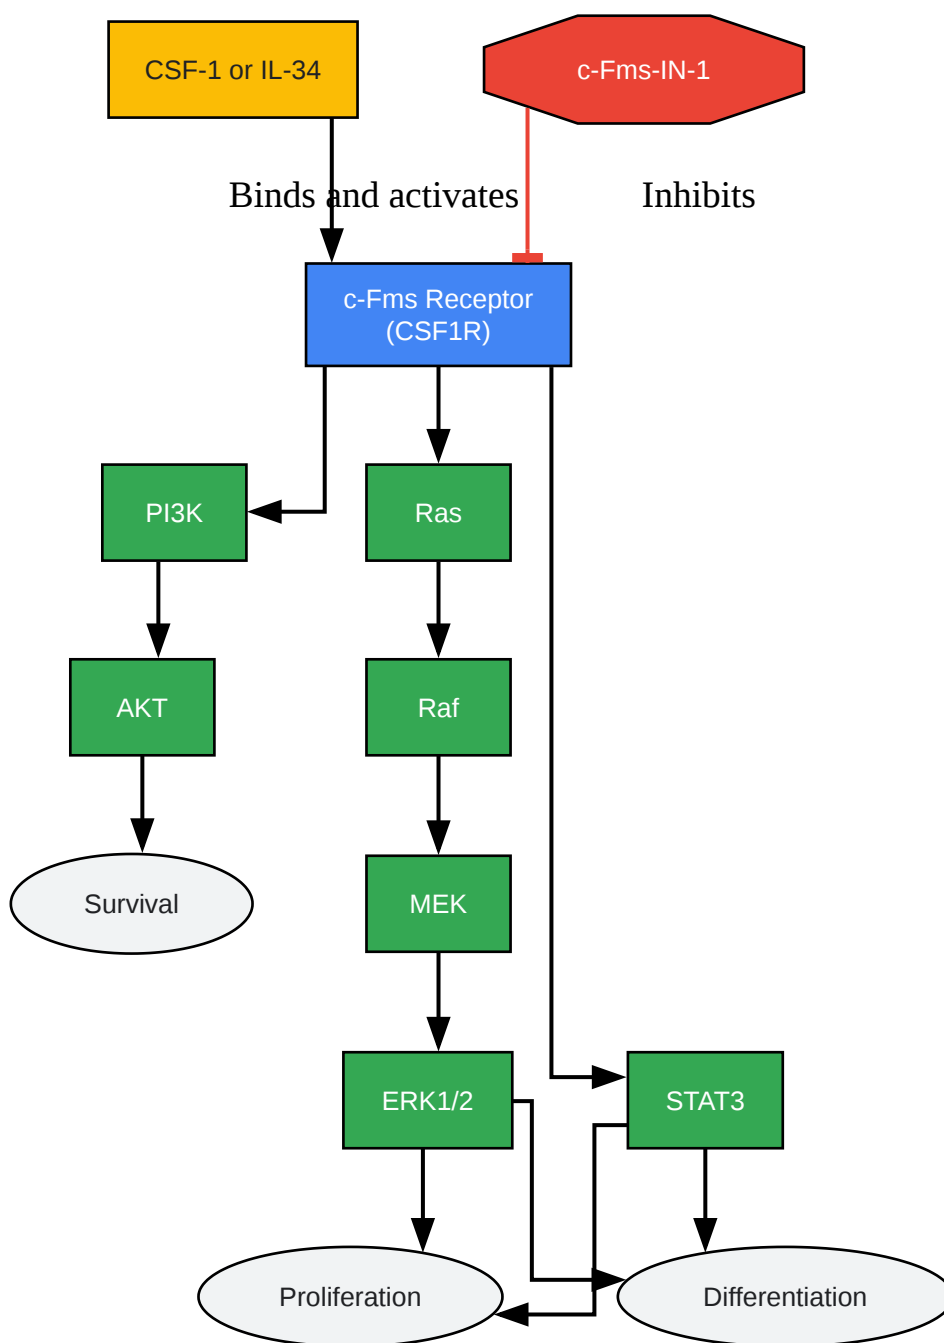 CSF-1 or IL-34
c-Fms-IN-1
Binds and activates
Inhibits
c-Fms Receptor
(CSF1R)
PI3K
Ras
AKT
Raf
Survival
MEK
ERK1/2
STAT3
Proliferation
Differentiation